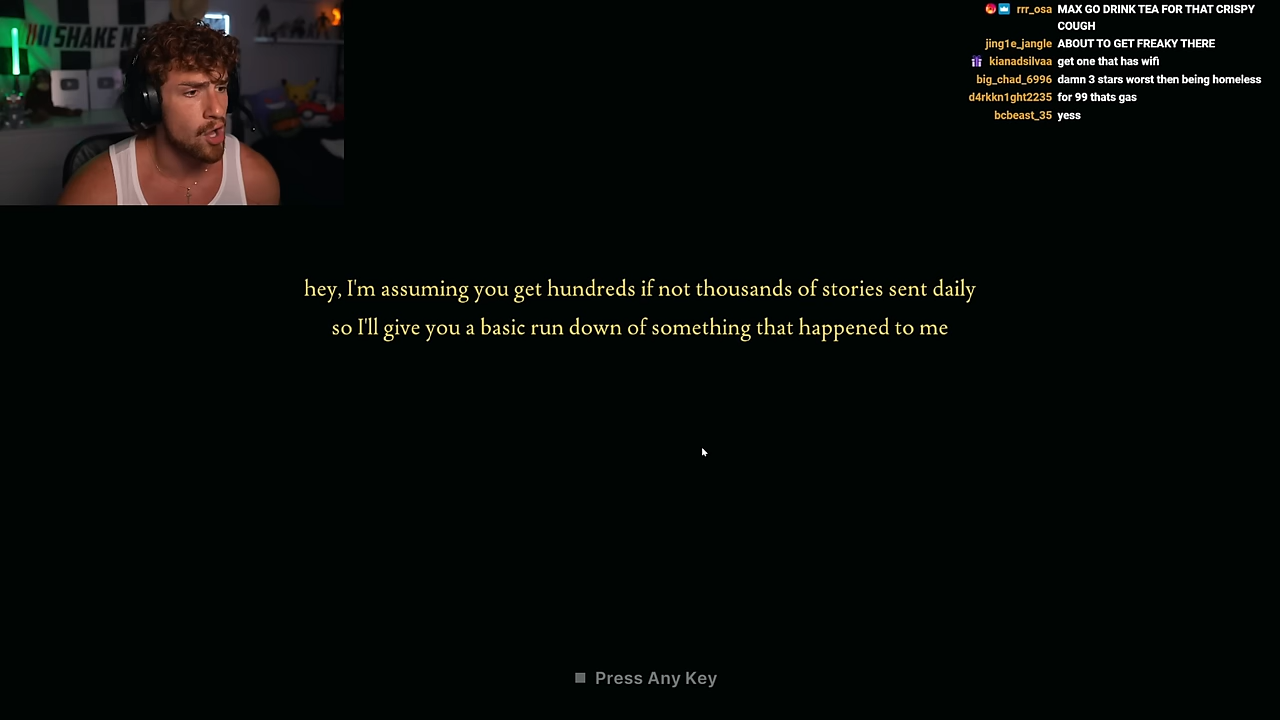 U SHAKE N B
rrr_osa MAX GO DRINK TEA FOR THAT CRISPY
COUGH
jing1e_jangle ABOUT TO GET FREAKY THERE
kianadsilvaa get one that has wifi
big_chad_6996 damn 3 stars worst then being homeless
d4rkkn1ght2235 for 99 thats gas
bcbeast_35 yess
hey, I'm assuming you get hundreds if not thousands of stories sent daily
so I'll give you a basic run down of something that happened to me
Press Any Key